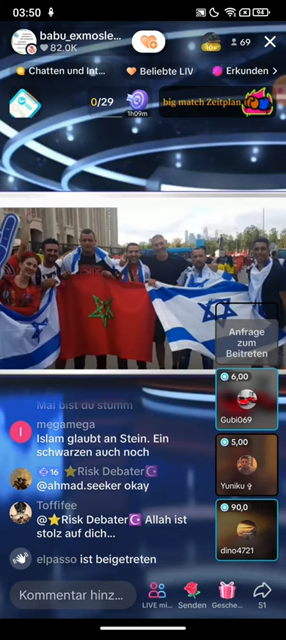 03:50
94
babu_exmosle...
82.0K
10
69
Chatten und Int...
Beliebte LIV
Erkunden
0/29
1h09m
big match Zeitplan
Anfrage
zum
Beitreten
6,00
Gubi069
5,00
Yuniku
90,0
dino4721
Mal bist du stumm
megamega
Islam glaubt an Stein. Ein
schwarzen auch noch
16 Risk Debater
@ahmad.seeker okay
Toffifee
@Risk Debater Allah ist
stolz auf dich...
elpasso ist beigetreten
Kommentar hinz...
LIVE mi...
Senden
Gesche...
51